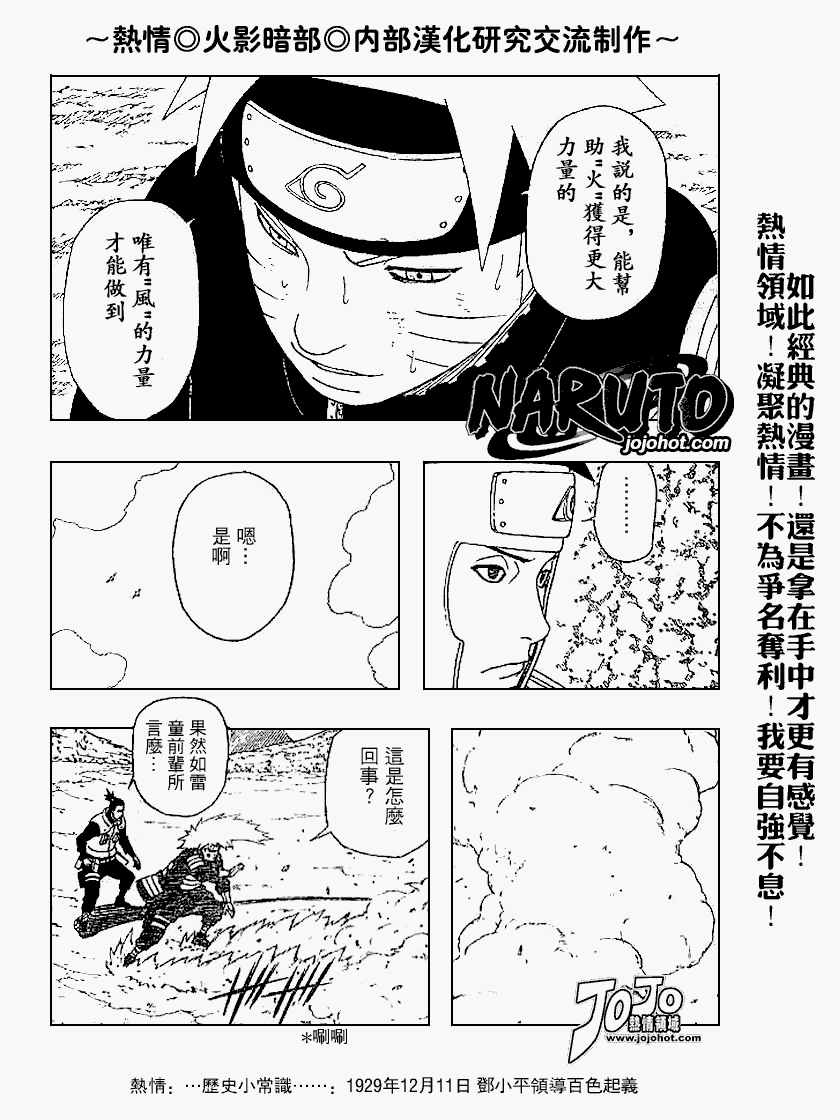 ～熱情◎火影暗部◎内部漢化研究交流制作～
我說的是，能幫
助"火"獲得更大
力量的
唯有"風"的力量
才能做到
NARUTO
jojohot.com
………
嗯…
是啊
這是怎麼
回事？
果然如雷
童前輩所
言麼…
*唰唰
JOJO
熱情領域
www.jojohot.com
如此經典的漫畫！還是拿在手中才更有感覺！
熱情領域！凝聚熱情！不為爭名奪利！我要自強不息！
熱情：…歷史小常識……：1929年12月11日 鄧小平領導百色起義